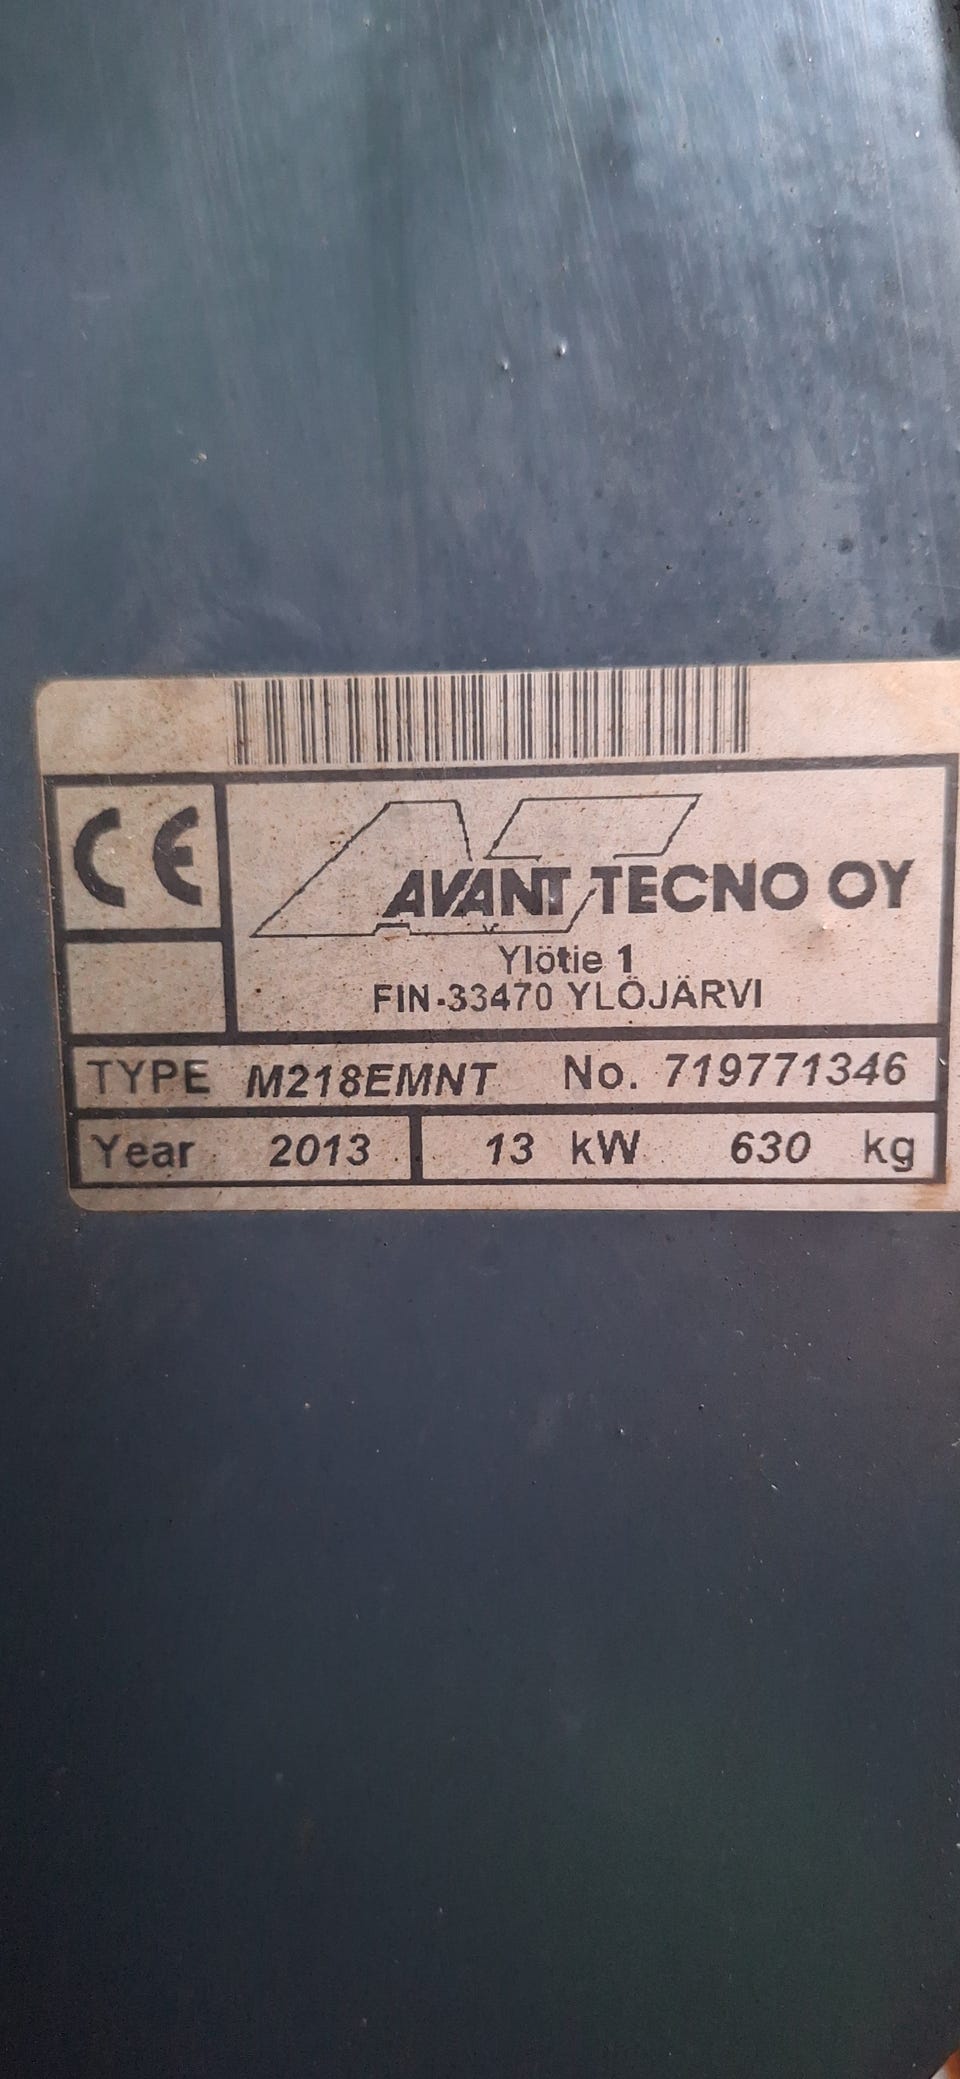 CE
AVANT TECNO OY
Ylötie 1
FIN-33470 YLÖJÄRVI
TYPE M218EMNT No. 719771346
Year 2013 13 kW 630 kg